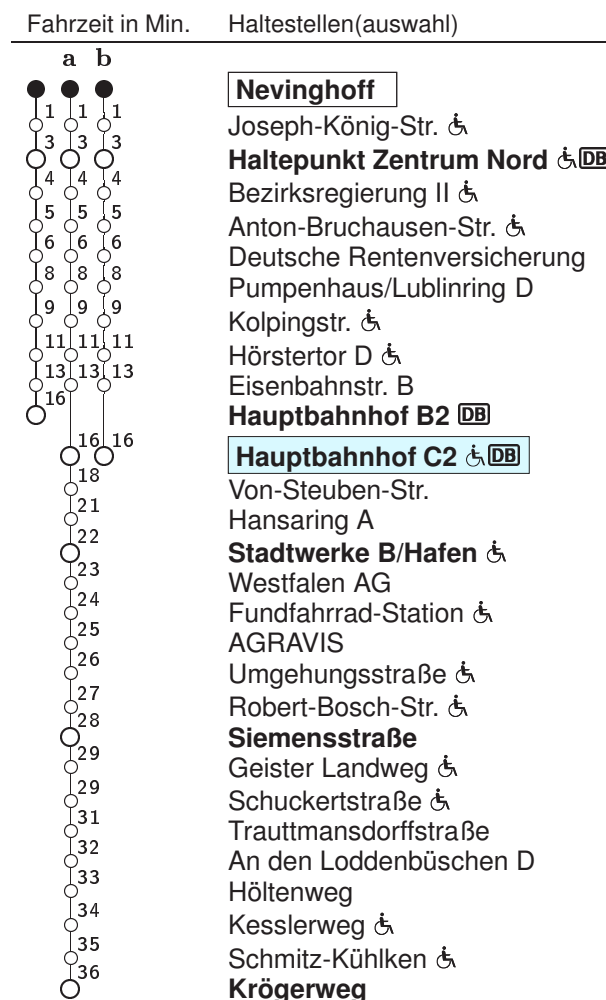 Fahrzeit in Min. Haltestellen(auswahl)
a b
Nevinghoff
1 1 1 Joseph-König-Str.
3 3 3 Haltepunkt Zentrum Nord DB
4 4 4 Bezirksregierung II
5 5 5 Anton-Bruchausen-Str.
6 6 6 Deutsche Rentenversicherung
8 8 8 Pumpenhaus/Lublinring D
9 9 9 Kolpingstr.
11 11 11 Hörstertor D
13 13 13 Eisenbahnstr. B
16 Hauptbahnhof B2 DB
16 16 Hauptbahnhof C2 DB
18 Von-Steuben-Str.
21 Hansaring A
22 Stadtwerke B/Hafen
23 Westfalen AG
24 Fundfahrrad-Station
25 AGRAVIS
26 Umgehungsstraße
27 Robert-Bosch-Str.
28 Siemensstraße
29 Geister Landweg
29 Schuckertstraße
31 Trauttmansdorffstraße
32 An den Loddenbüschen D
33 Höltenweg
34 Kesslerweg
35 Schmitz-Kühlken
36 Krögerweg